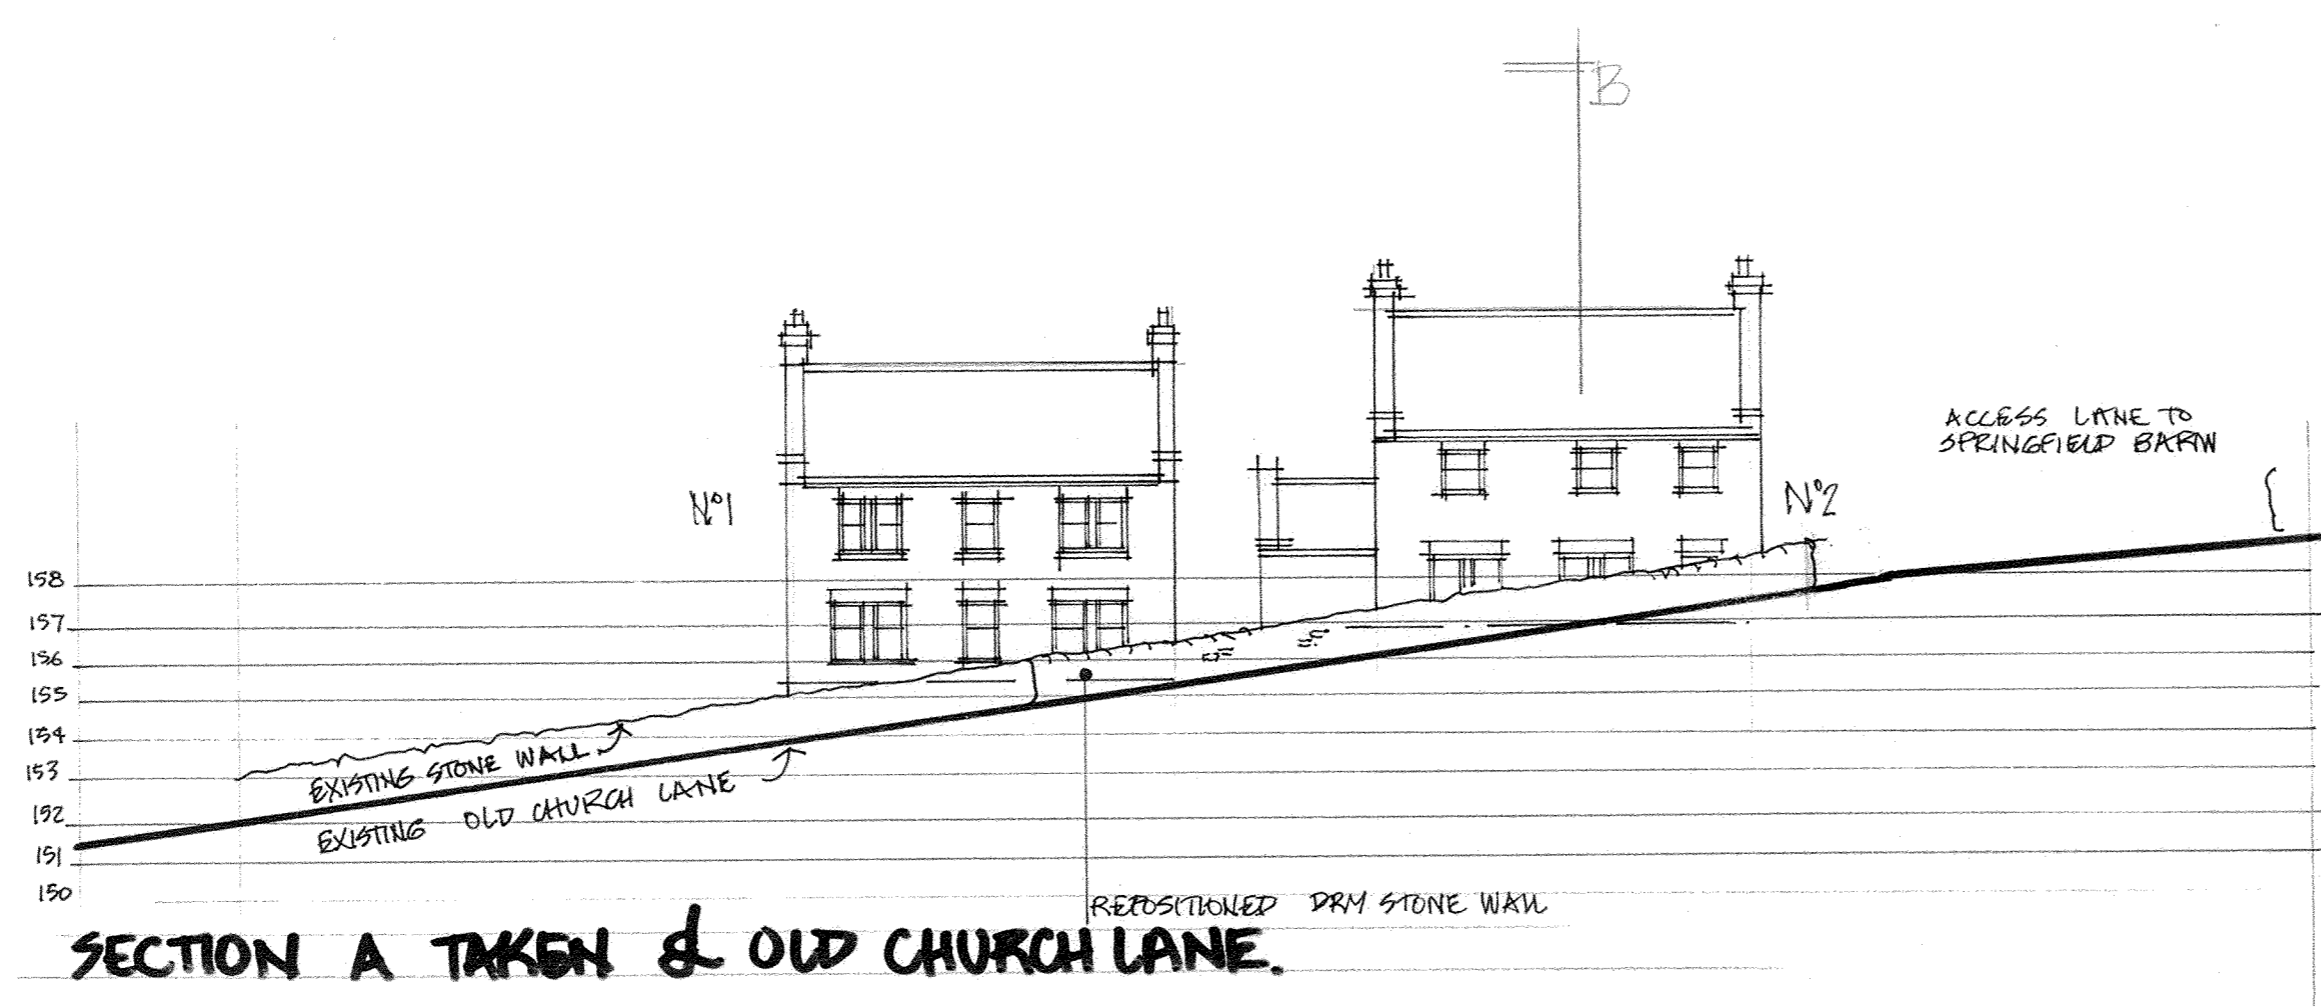 B
ACCESS LANE TO
SPRINGFIELD BARN
Nº1
Nº2
158
157
156
155
154
153
152
151
150
EXISTING STONE WALL
EXISTING OLD CHURCH LANE
REPOSITIONED DRY STONE WALL
SECTION A TAKEN & OLD CHURCH LANE.